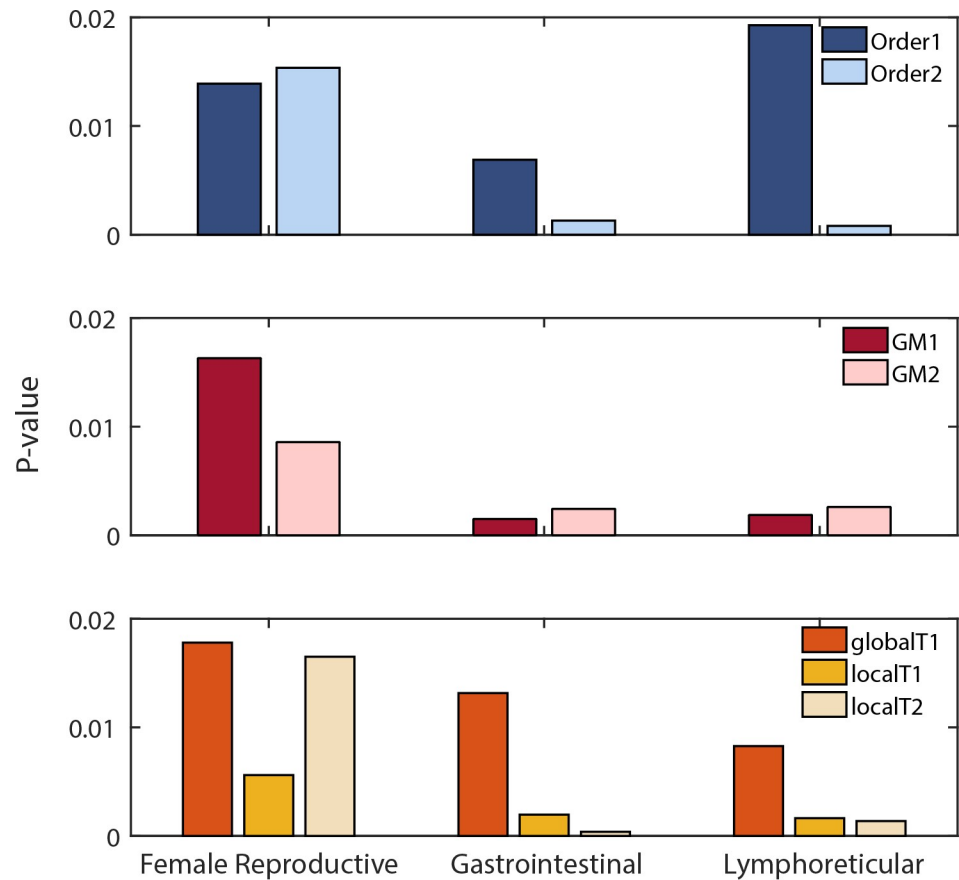 0.02
0.01
0
Order1
Order2
P-value
0.02
0.01
0
GM1
GM2
0.02
0.01
0
globalT1
localT1
localT2
Female Reproductive
Gastrointestinal
Lymphoreticular